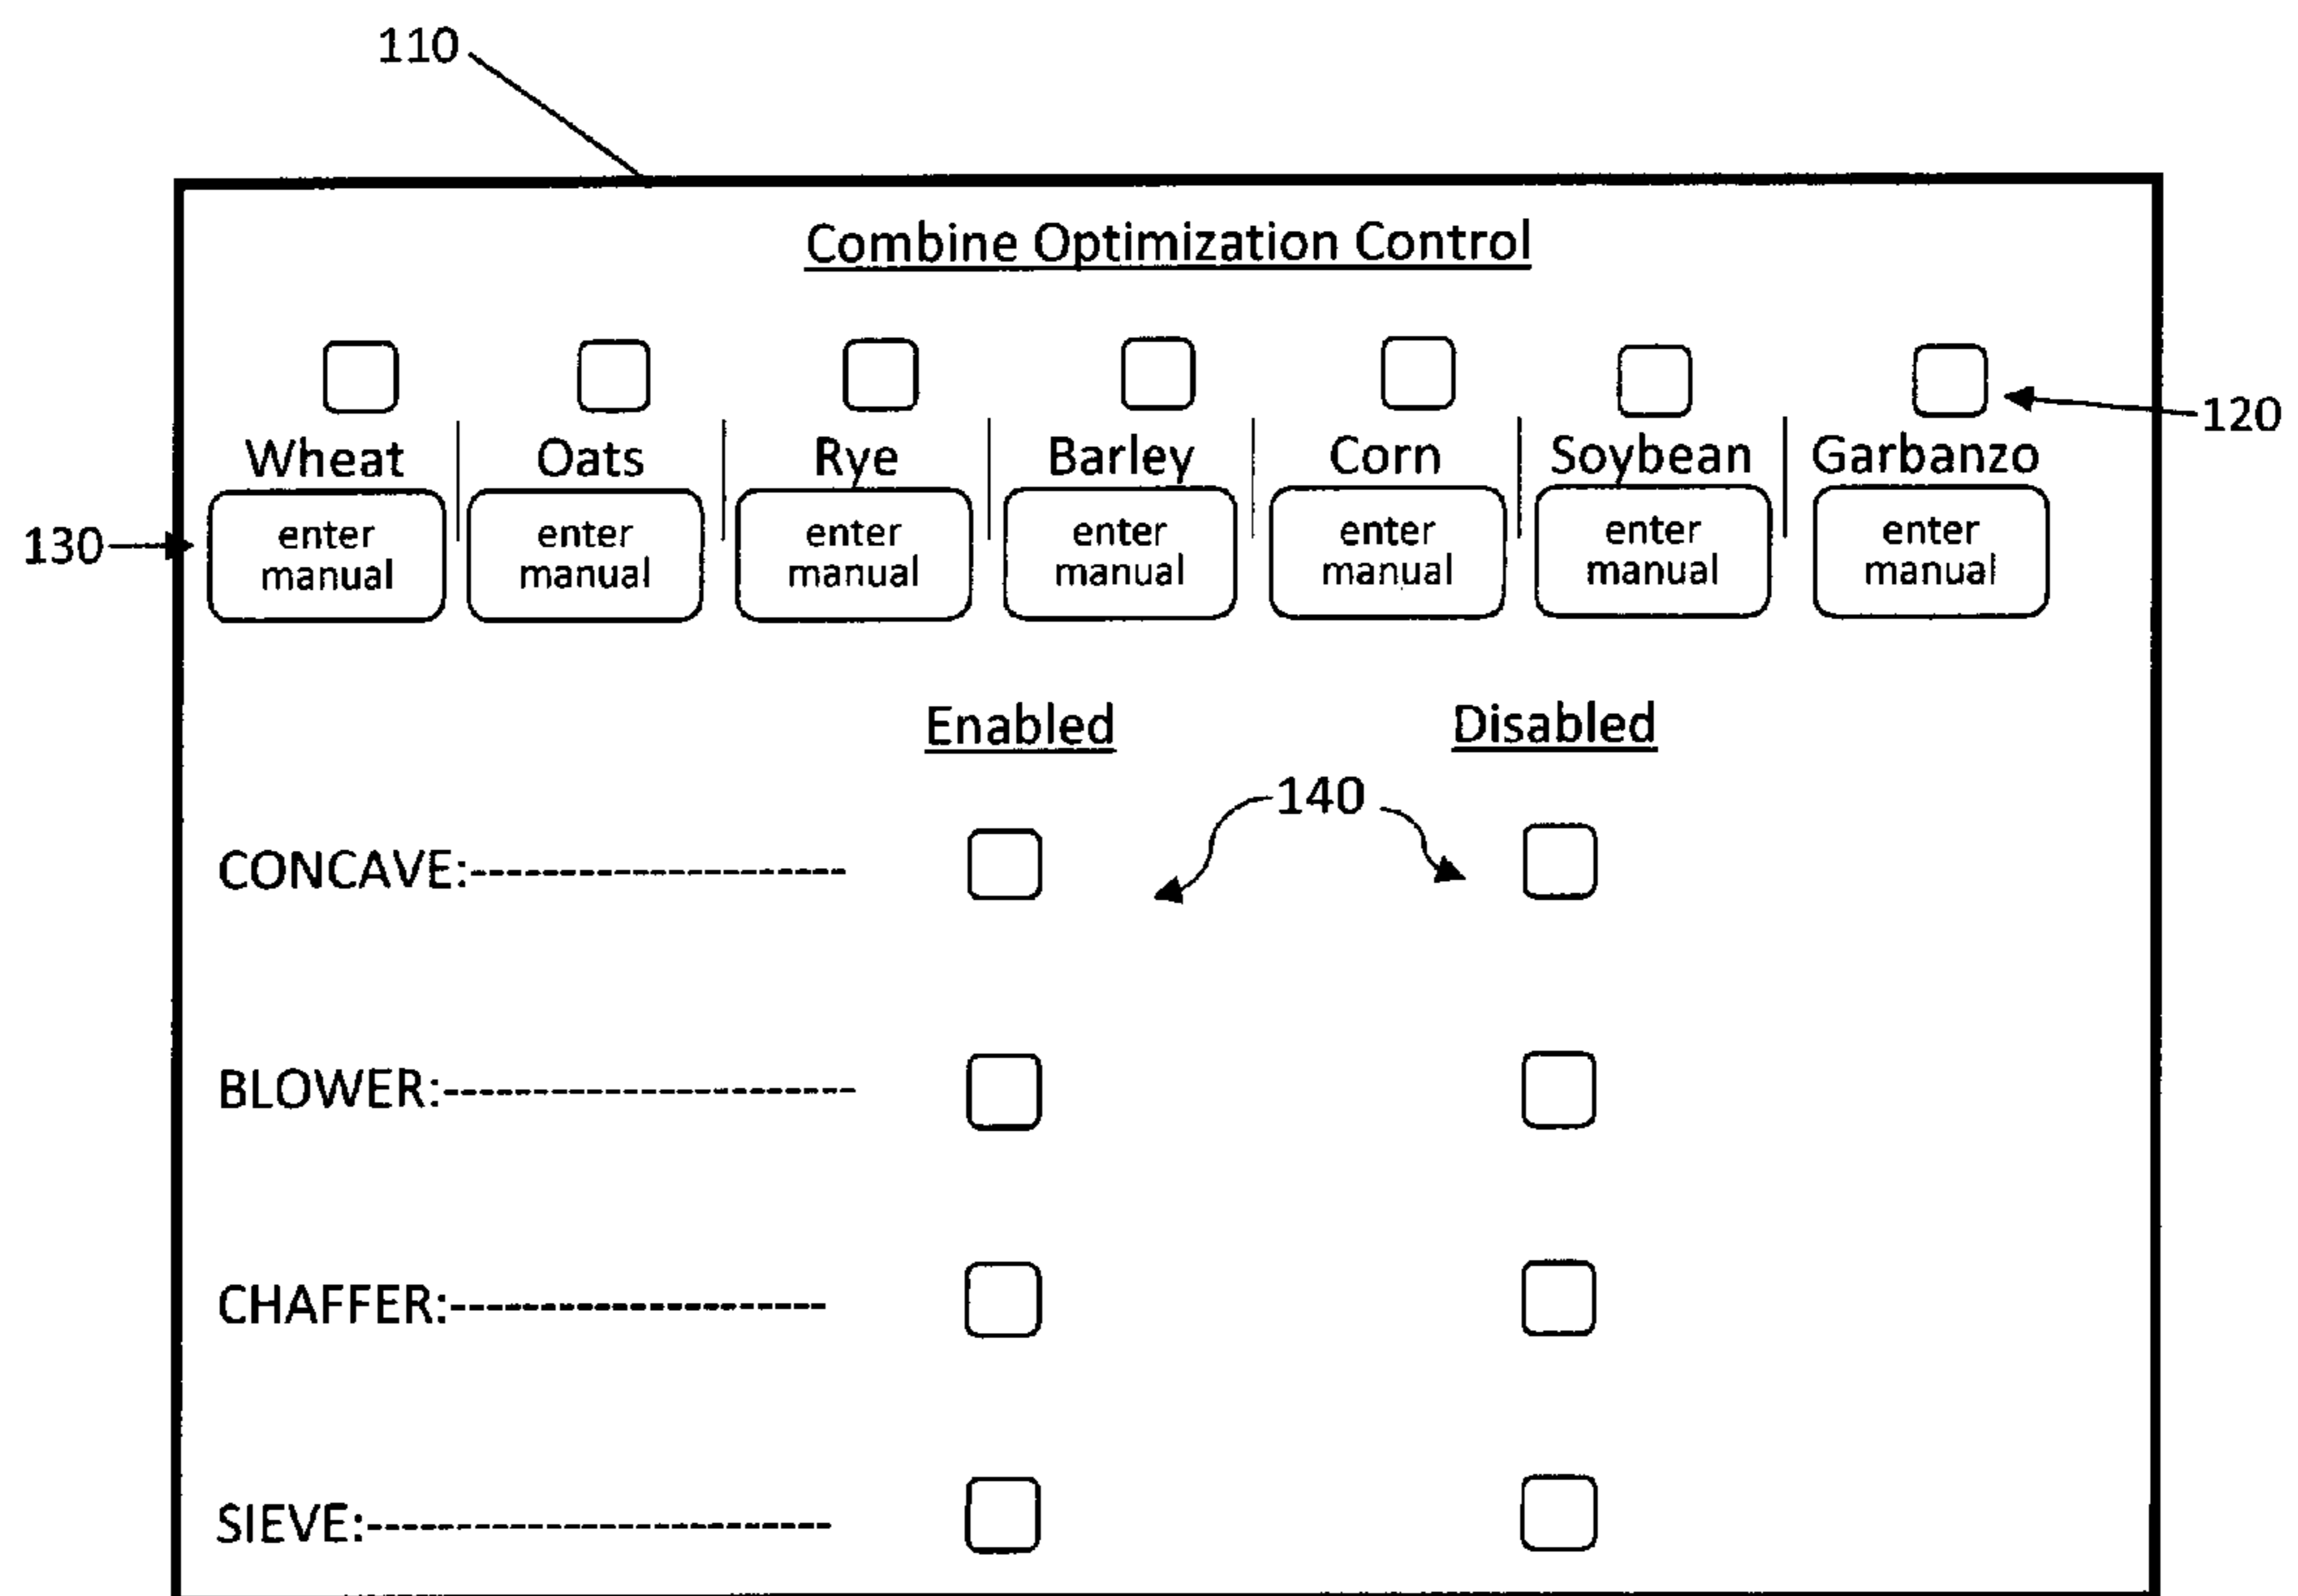 110
Combine Optimization Control
120
Wheat Oats Rye Barley Corn Soybean Garbanzo
130
enter manual enter manual enter manual enter manual enter manual enter manual enter manual
Enabled Disabled
140
CONCAVE:---------------------
BLOWER:-----------------------
CHAFFER:---------------------
SIEVE:--------------------------